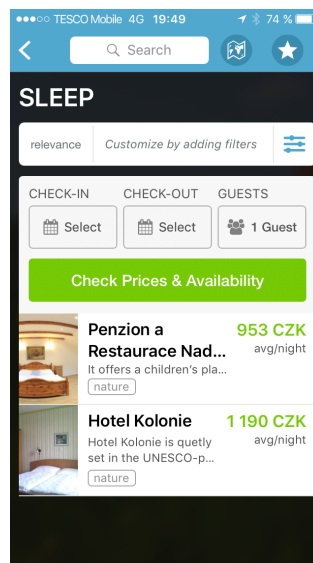 TESCO Mobile 4G 19:49 74 %
Search
SLEEP
relevance Customize by adding filters
CHECK-IN CHECK-OUT GUESTS
Select Select 1 Guest
Check Prices & Availability
Penzion a 953 CZK
Restaurace Nad... avg/night
It offers a children's pla...
nature
Hotel Kolonie 1 190 CZK
Hotel Kolonie is quetly avg/night
set in the UNESCO-p...
nature